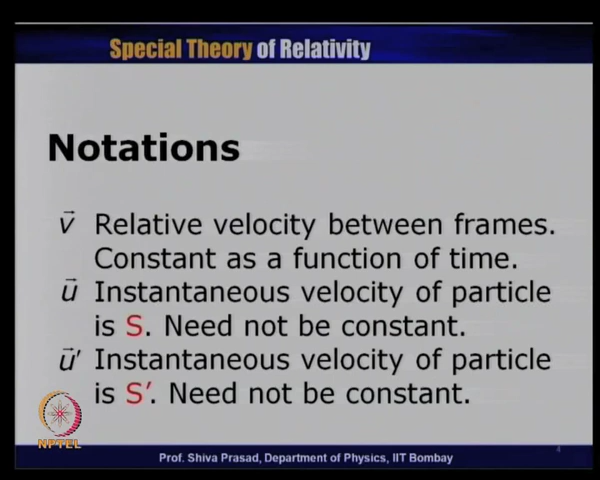 Special Theory of Relativity
Notations
v⃗ Relative velocity between frames.
Constant as a function of time.
u⃗ Instantaneous velocity of particle
is S. Need not be constant.
u⃗′ Instantaneous velocity of particle
is S′. Need not be constant.
NPTEL
Prof. Shiva Prasad, Department of Physics, IIT Bombay
4